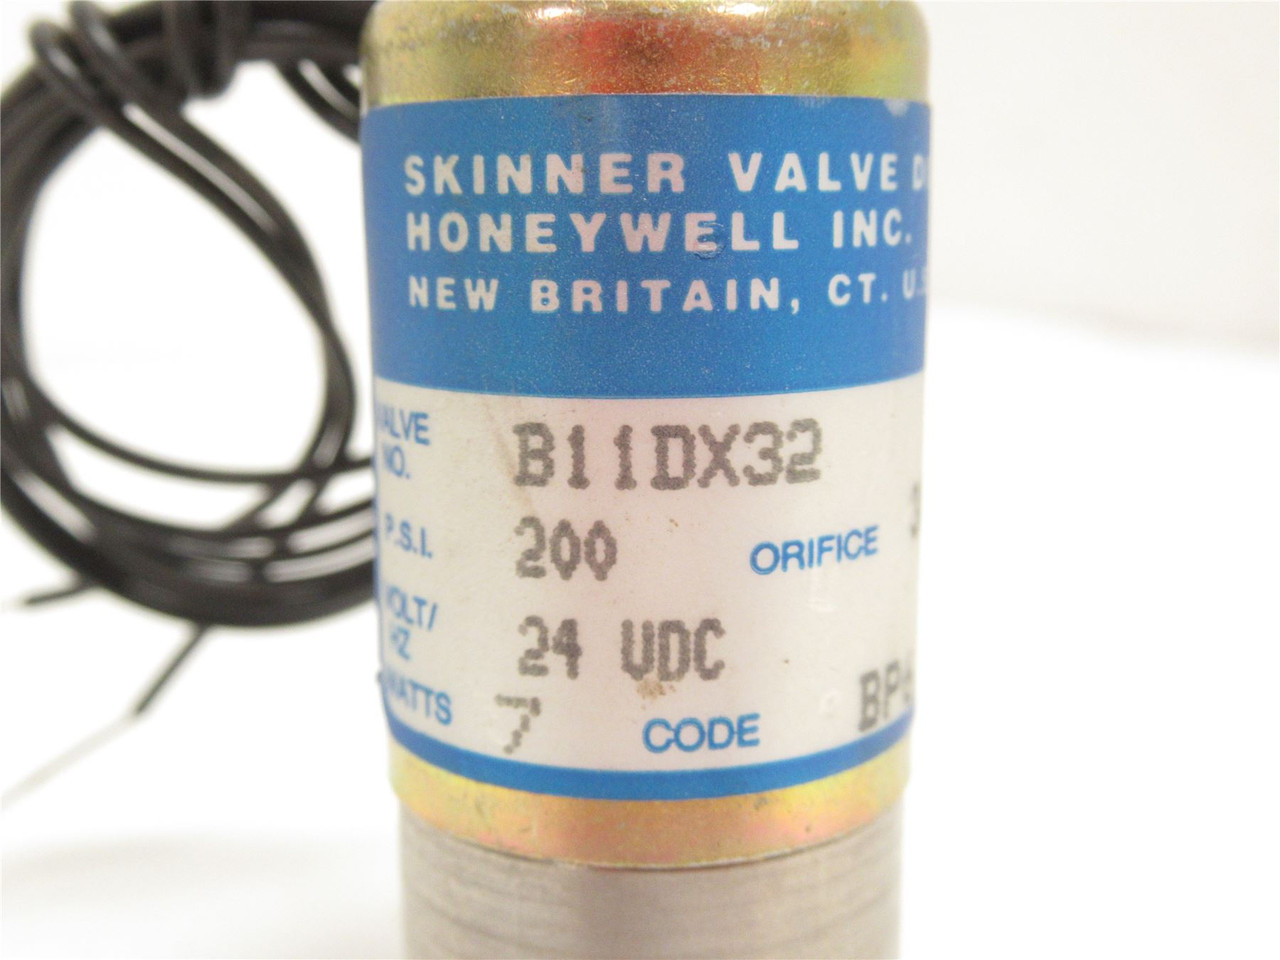 SKINNER VALVE
HONEYWELL INC.
NEW BRITAIN, CT.
VALVE NO. B11DX32
P.S.I. 200 ORIFICE
VOLT/HZ 24 VDC
WATTS 7 CODE